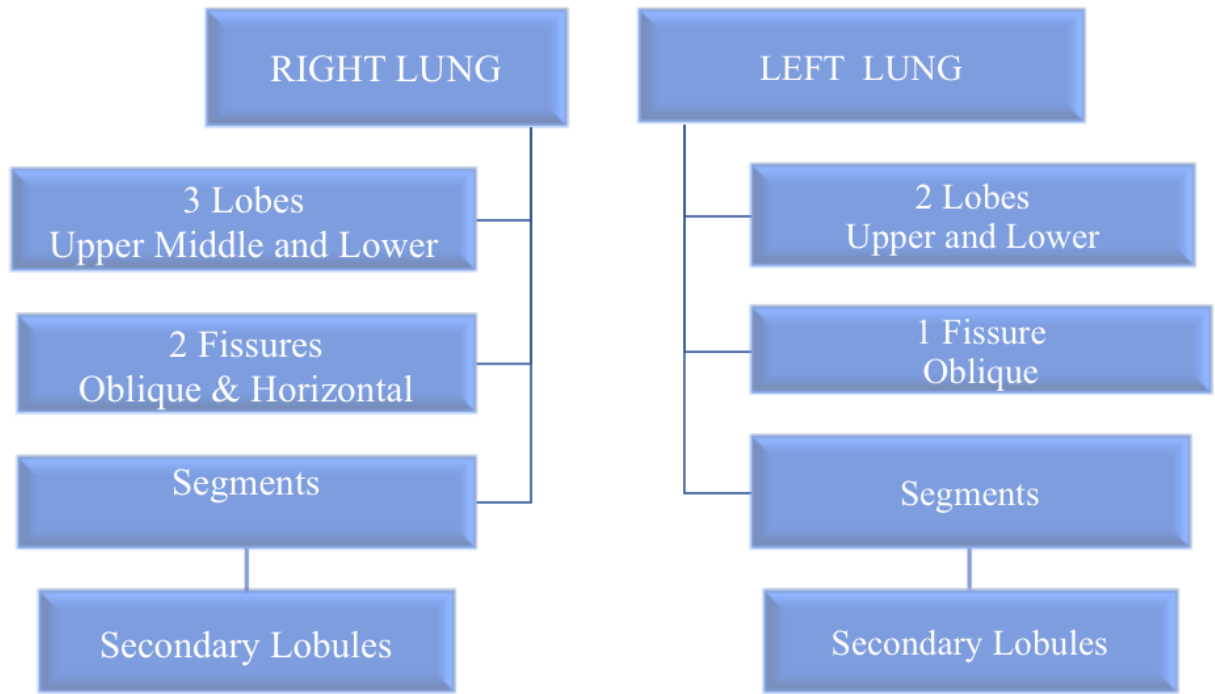 RIGHT LUNG
3 Lobes
Upper Middle and Lower
2 Fissures
Oblique & Horizontal
Segments
Secondary Lobules
LEFT LUNG
2 Lobes
Upper and Lower
1 Fissure
Oblique
Segments
Secondary Lobules